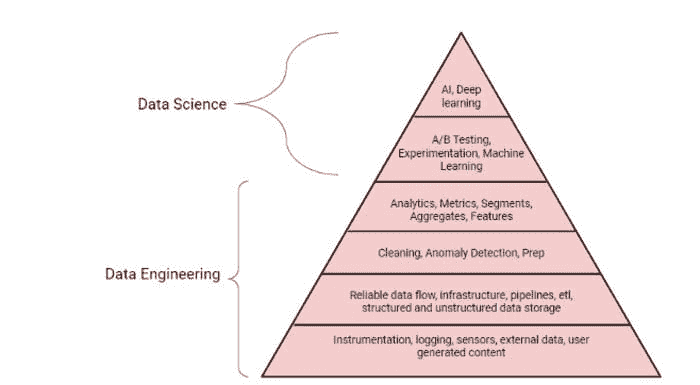 AI, Deep
learning
Data Science
A/B Testing,
Experimentation, Machine
Learning
Analytics, Metrics, Segments,
Aggregates, Features
Cleaning, Anomaly Detection, Prep
Data Engineering
Reliable data flow, infrastructure, pipelines, etl,
structured and unstructured data storage
Instrumentation, logging, sensors, external data, user
generated content